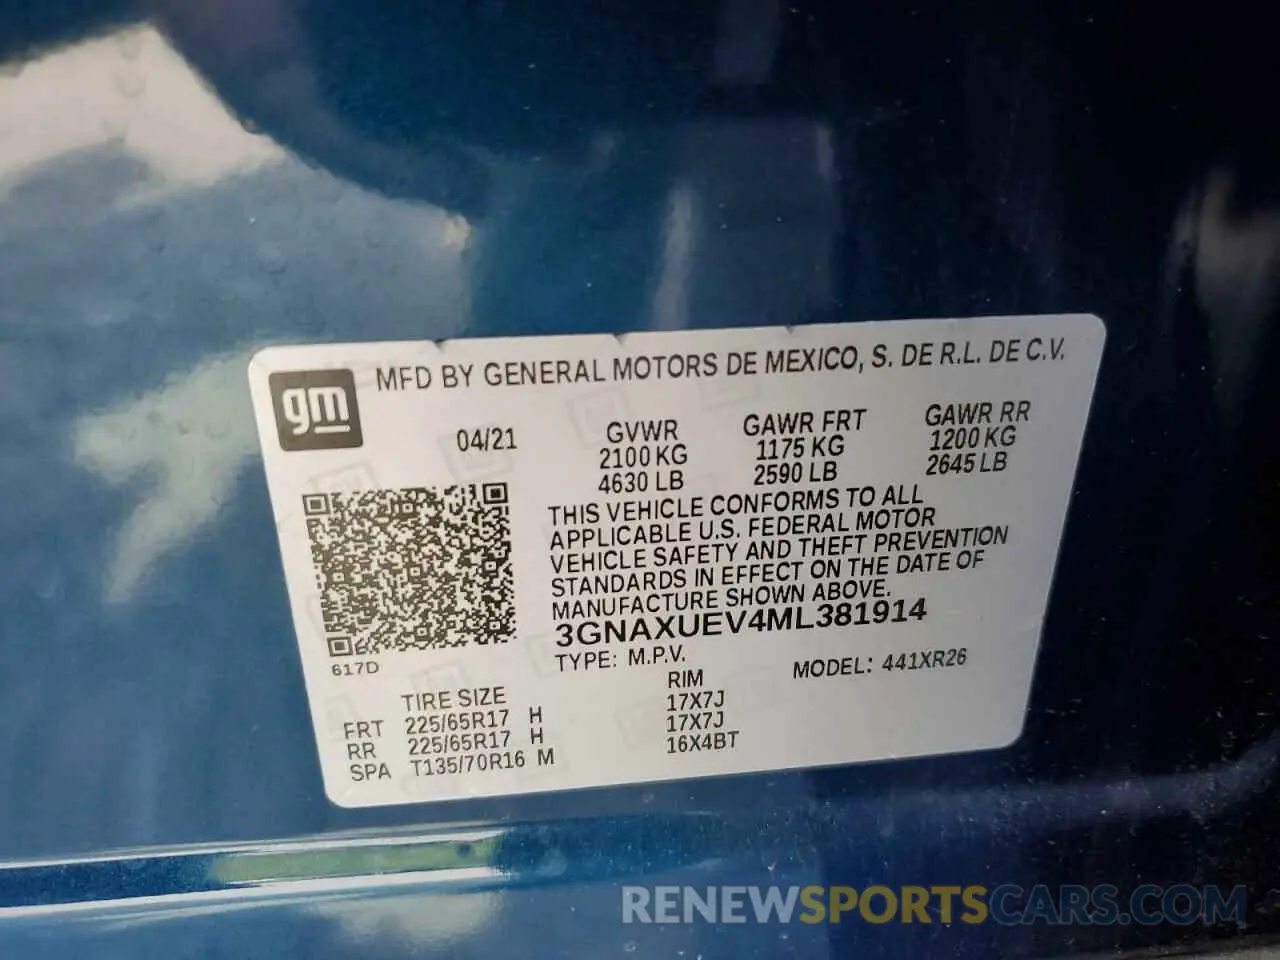 gm
MFD BY GENERAL MOTORS DE MEXICO, S. DE R.L. DE C.V.
04/21 GVWR GAWR FRT GAWR RR
2100 KG 1175 KG 1200 KG
4630 LB 2590 LB 2645 LB
THIS VEHICLE CONFORMS TO ALL
APPLICABLE U.S. FEDERAL MOTOR
VEHICLE SAFETY AND THEFT PREVENTION
STANDARDS IN EFFECT ON THE DATE OF
MANUFACTURE SHOWN ABOVE.
3GNAXUEV4ML381914
617D
TYPE: M.P.V. MODEL: 441XR26
TIRE SIZE RIM
FRT 225/65R17 H 17X7J
RR 225/65R17 H 17X7J
SPA T135/70R16 M 16X4BT
RENEWSPORTSCARS.COM